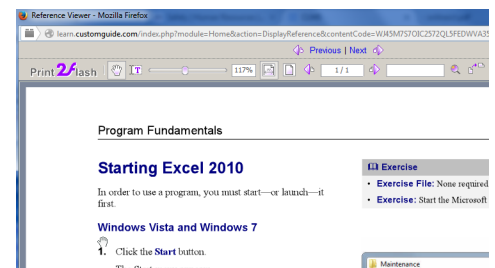 Reference Viewer - Mozilla Firefox
learn.customguide.com/index.php?module=Home&action=DisplayReference&contentCode=WJ45M7S7OIC2572QL5FEDWVA35
Previous | Next
Print2Flash
117%
1 / 1
Program Fundamentals
Starting Excel 2010
In order to use a program, you must start—or launch—it
first.
Windows Vista and Windows 7
1. Click the Start button.
Exercise
• Exercise File: None required
• Exercise: Start the Microsoft
Maintenance